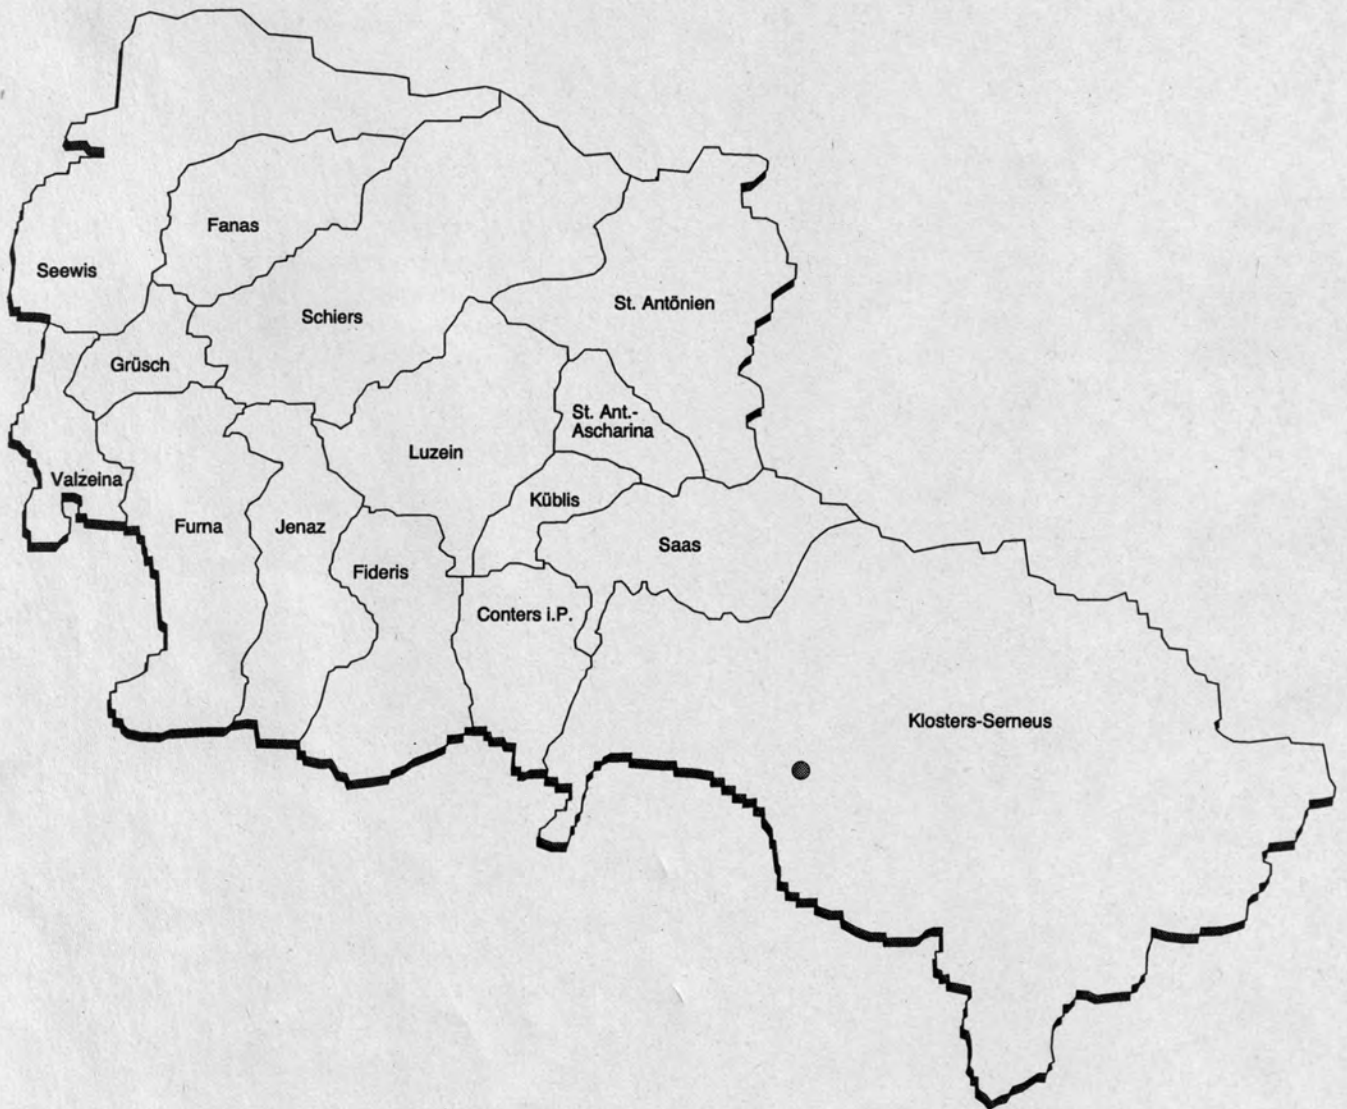 Fanas
Seewis
Schiers
St. Antönien
Grüsch
St. Ant.-
Ascharina
Luzein
Valzeina
Küblis
Furna
Jenaz
Saas
Fideris
Conters i.P.
Klosters-Serneus